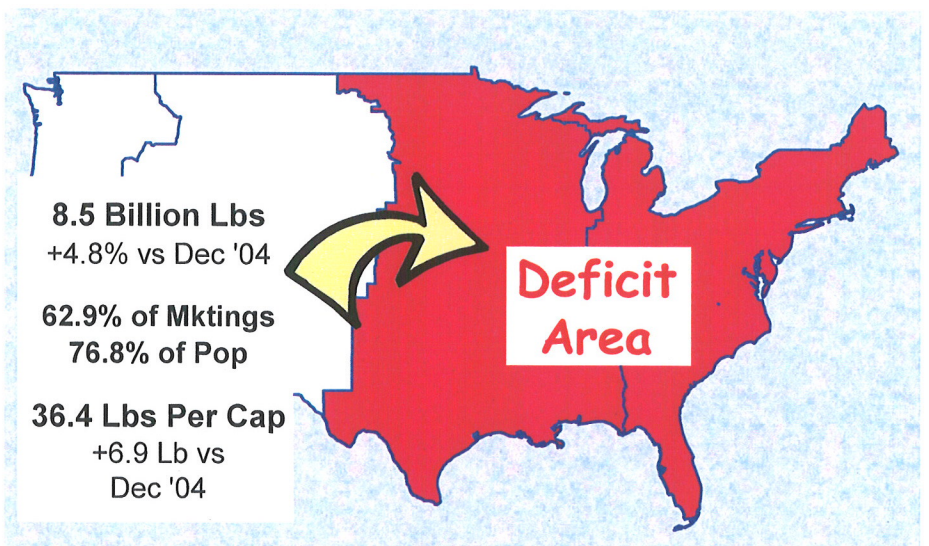 8.5 Billion Lbs
+4.8% vs Dec '04
62.9% of Mktings
76.8% of Pop
36.4 Lbs Per Cap
+6.9 Lb vs
Dec '04
Deficit
Area